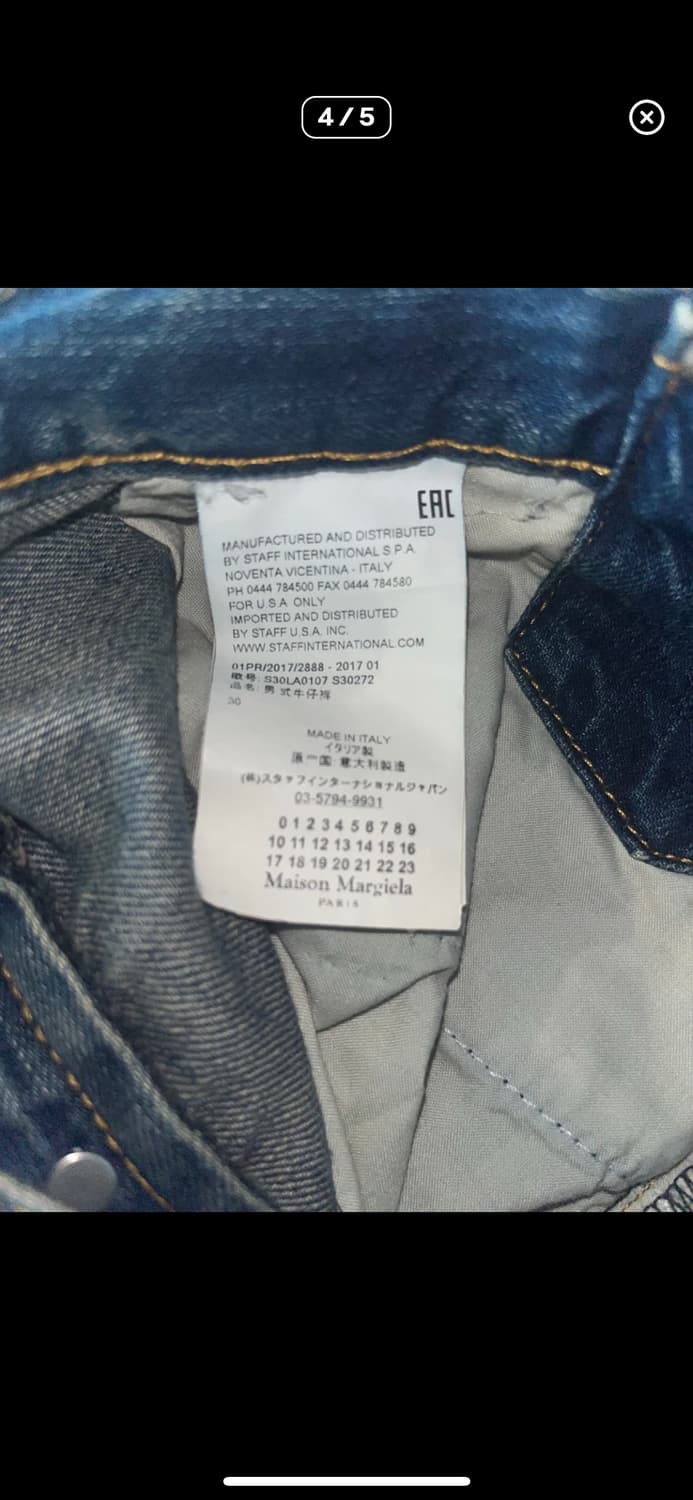 4/5
EAC
MANUFACTURED AND DISTRIBUTED
BY STAFF INTERNATIONAL S.P.A.
NOVENTA VICENTINA - ITALY
PH 0444 784500 FAX 0444 784580
FOR U.S.A. ONLY
IMPORTED AND DISTRIBUTED
BY STAFF U.S.A. INC.
WWW.STAFFINTERNATIONAL.COM
01PR/2017/2888 - 2017 01
款号: S30LA0107 S30272
品名: 男 式牛仔裤
30
MADE IN ITALY
イタリア製
原 国: 意大利製造
(株)スタッフインターナショナルジャパン
03-5794-9931
0 1 2 3 4 5 6 7 8 9
10 11 12 13 14 15 16
17 18 19 20 21 22 23
Maison Margiela
PARIS